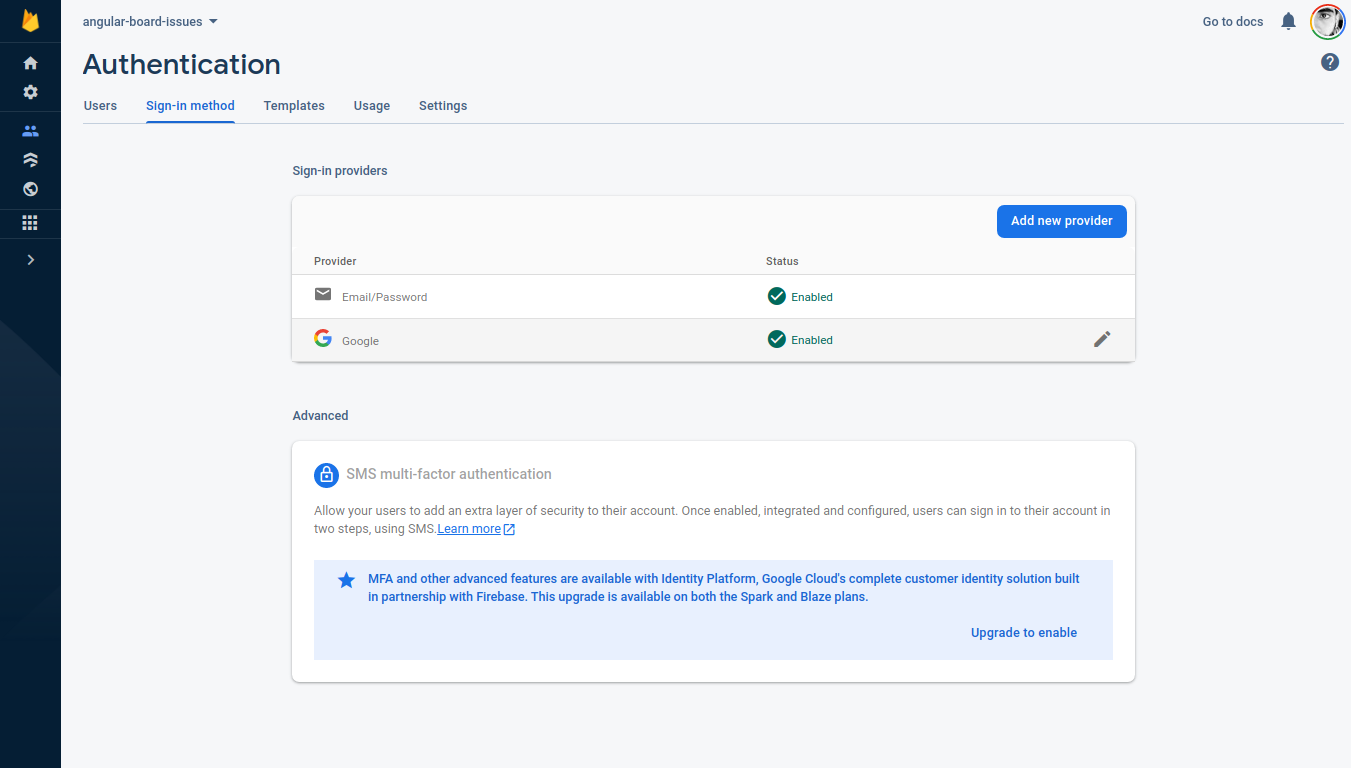 angular-board-issues
Go to docs
Authentication
Users Sign-in method Templates Usage Settings
Sign-in providers
Add new provider
Provider Status
Email/Password Enabled
Google Enabled
Advanced
SMS multi-factor authentication
Allow your users to add an extra layer of security to their account. Once enabled, integrated and configured, users can sign in to their account in
two steps, using SMS.Learn more
MFA and other advanced features are available with Identity Platform, Google Cloud's complete customer identity solution built
in partnership with Firebase. This upgrade is available on both the Spark and Blaze plans.
Upgrade to enable